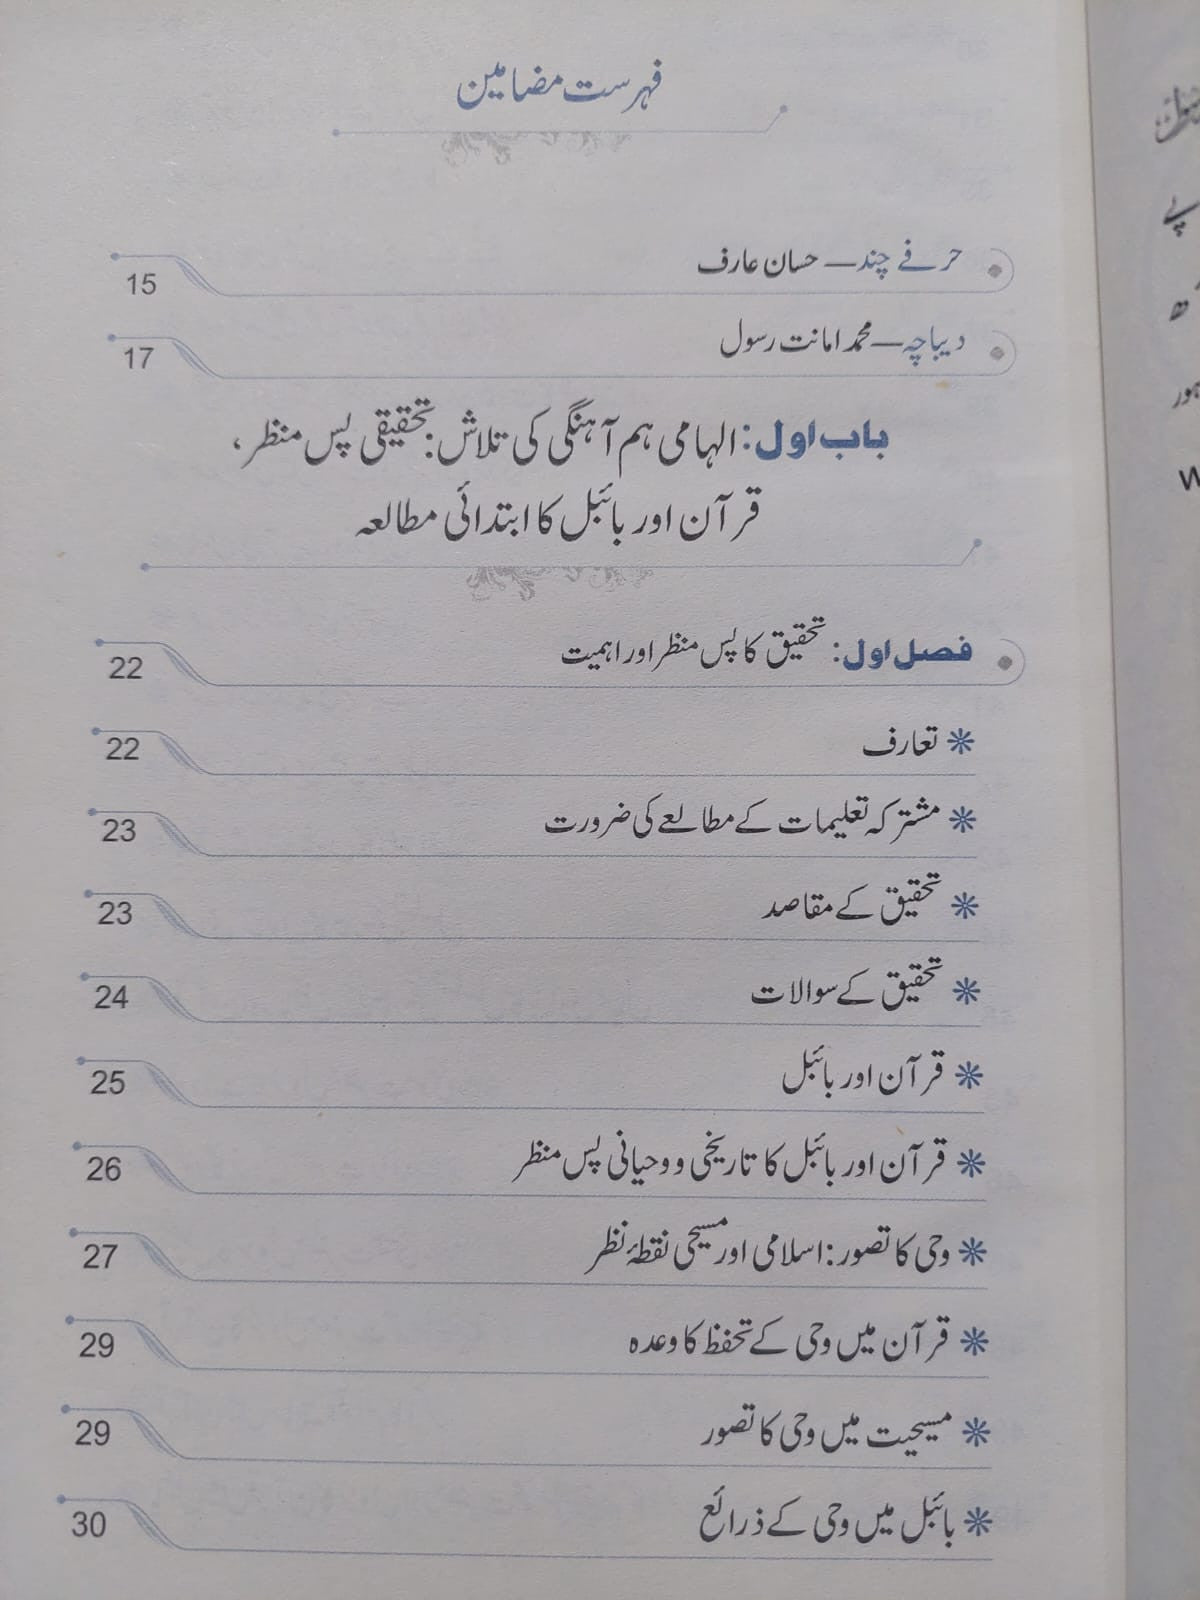 فہرست مضامین
حرفے چند — حسان عارف 15
دیباچہ — محمد امانت رسول 17
باب اول: الہامی ہم آہنگی کی تلاش: تحقیقی پس منظر،
قرآن اور بائبل کا ابتدائی مطالعہ
فصل اول: تحقیق کا پس منظر اور اہمیت 22
تعارف 22
مشترکہ تعلیمات کے مطالعے کی ضرورت 23
تحقیق کے مقاصد 23
تحقیق کے سوالات 24
قرآن اور بائبل 25
قرآن اور بائبل کا تاریخی و وحیانی پس منظر 26
وحی کا تصور: اسلامی اور مسیحی نقطۂ نظر 27
قرآن میں وحی کے تحفظ کا وعدہ 29
مسیحیت میں وحی کا تصور 29
بائبل میں وحی کے ذرائع 30